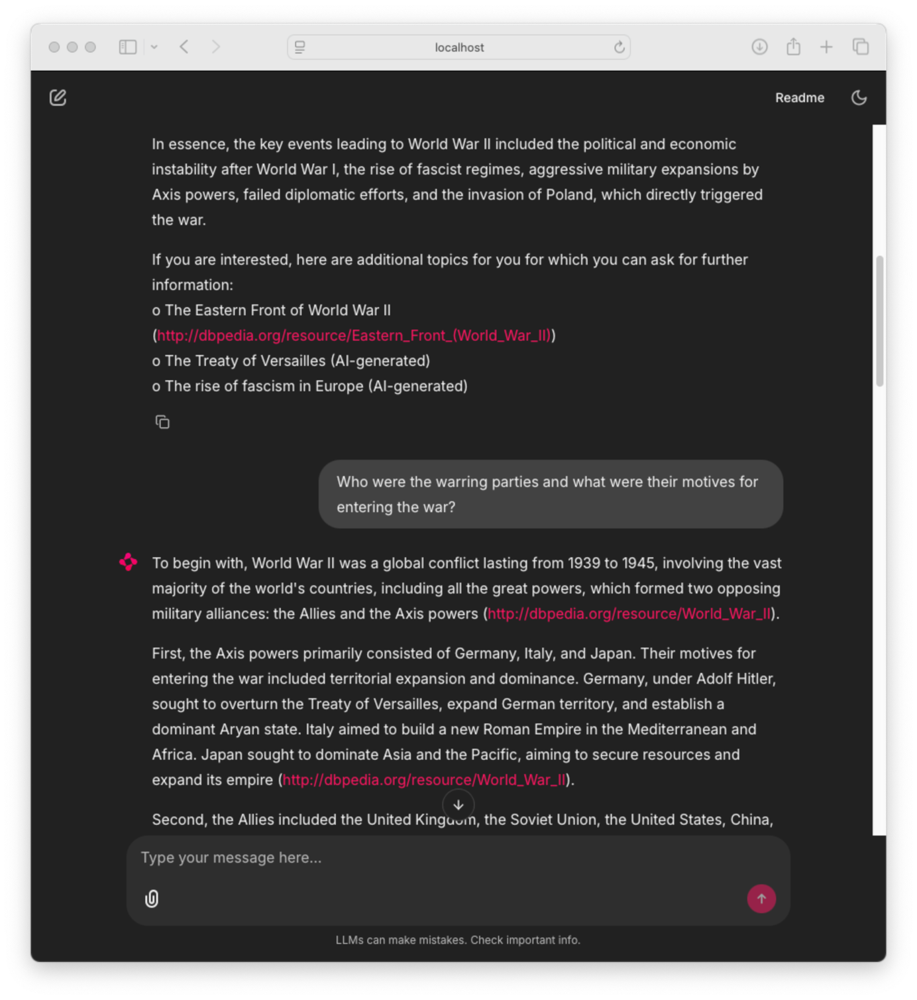 localhost
Readme
In essence, the key events leading to World War II included the political and economic
instability after World War I, the rise of fascist regimes, aggressive military expansions by
Axis powers, failed diplomatic efforts, and the invasion of Poland, which directly triggered
the war.
If you are interested, here are additional topics for you for which you can ask for further
information:
o The Eastern Front of World War II
(http://dbpedia.org/resource/Eastern_Front_(World_War_II))
o The Treaty of Versailles (AI-generated)
o The rise of fascism in Europe (AI-generated)
Who were the warring parties and what were their motives for
entering the war?
To begin with, World War II was a global conflict lasting from 1939 to 1945, involving the vast
majority of the world's countries, including all the great powers, which formed two opposing
military alliances: the Allies and the Axis powers (http://dbpedia.org/resource/World_War_II).
First, the Axis powers primarily consisted of Germany, Italy, and Japan. Their motives for
entering the war included territorial expansion and dominance. Germany, under Adolf Hitler,
sought to overturn the Treaty of Versailles, expand German territory, and establish a
dominant Aryan state. Italy aimed to build a new Roman Empire in the Mediterranean and
Africa. Japan sought to dominate Asia and the Pacific, aiming to secure resources and
expand its empire (http://dbpedia.org/resource/World_War_II).
Second, the Allies included the United Kingdom, the Soviet Union, the United States, China,
Type your message here...
LLMs can make mistakes. Check important info.